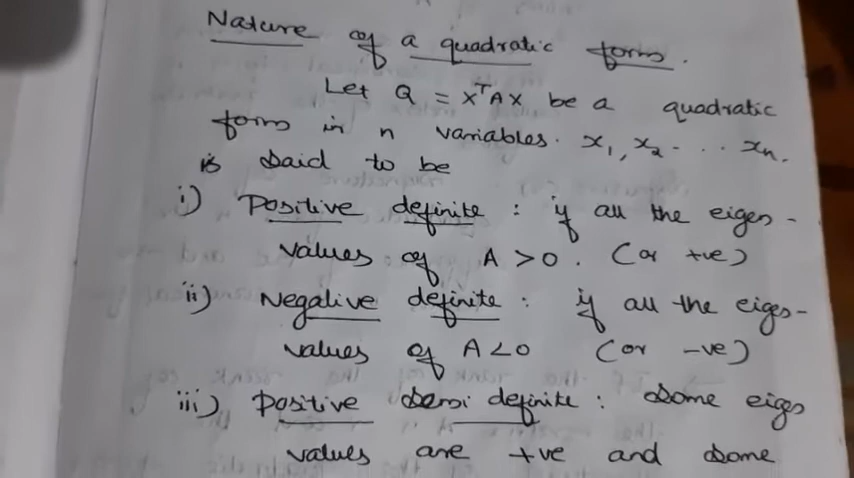 Nature of a quadratic form.
Let Q = xᵀAx be a quadratic
form in n variables. x₁, x₂ . . . xₙ.
is said to be
i) Positive definite : if all the eigen -
values of A > 0 . (or +ve)
ii) Negative definite : if all the eigen-
values of A < 0 (or -ve)
iii) Positive semi definite : Some eigen
values are +ve and some